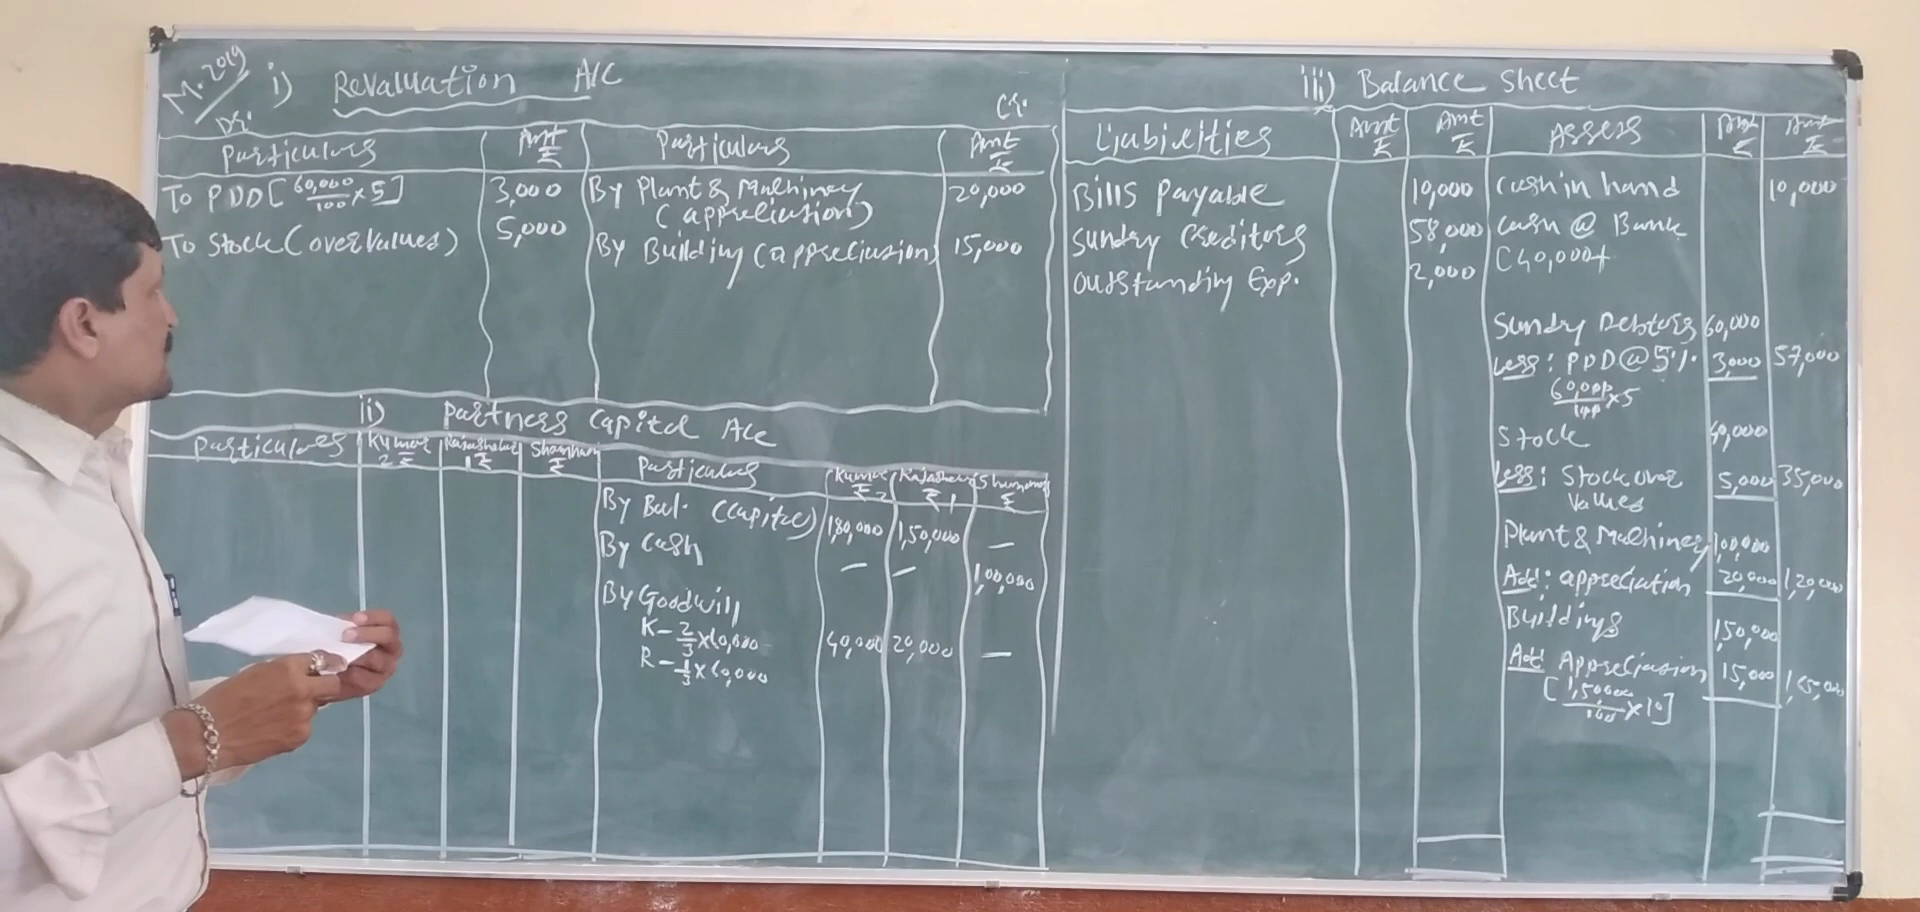 M. 2019
i) Revaluation A/c
Dr. Cr.
Particulars Amt ₹ Particulars Amt ₹
To PDD [60,000/100 x 5] 3,000 By Plant & Machinery 20,000
(appreciation)
To Stock (over values) 5,000 By Building (appreciation) 15,000
ii) Partners Capital A/c
Particulars Kumar ₹ 2 Rajashekar ₹ 1 ₹
Particulars Kumar ₹ 2 ₹ 1 ₹
By Bal. (Capital) 1,80,000 1,50,000 —
By Cash — — 1,00,000
By Goodwill
K – 2/3 x 60,000 40,000 20,000 —
R – 1/3 x 60,000
iii) Balance Sheet
Liabilities Amt ₹ Amt ₹ Assess Amt ₹ Amt ₹
Bills Payable 10,000 Cash in hand 10,000
Sundry Creditors 58,000 Cash @ Bank
Outstanding Exp. 2,000 (40,000+
Sundry Debtors 60,000
Less: PDD @ 5% 3,000 57,000
60,000/100 x 5
Stock 40,000
Less: Stock over 5,000 35,000
Values
Plant & Machinery 1,00,000
Add: appreciation 20,000 1,20,000
Buildings 1,50,000
Add Appreciation 15,000 1,65,000
[1,50,000/100 x 10]